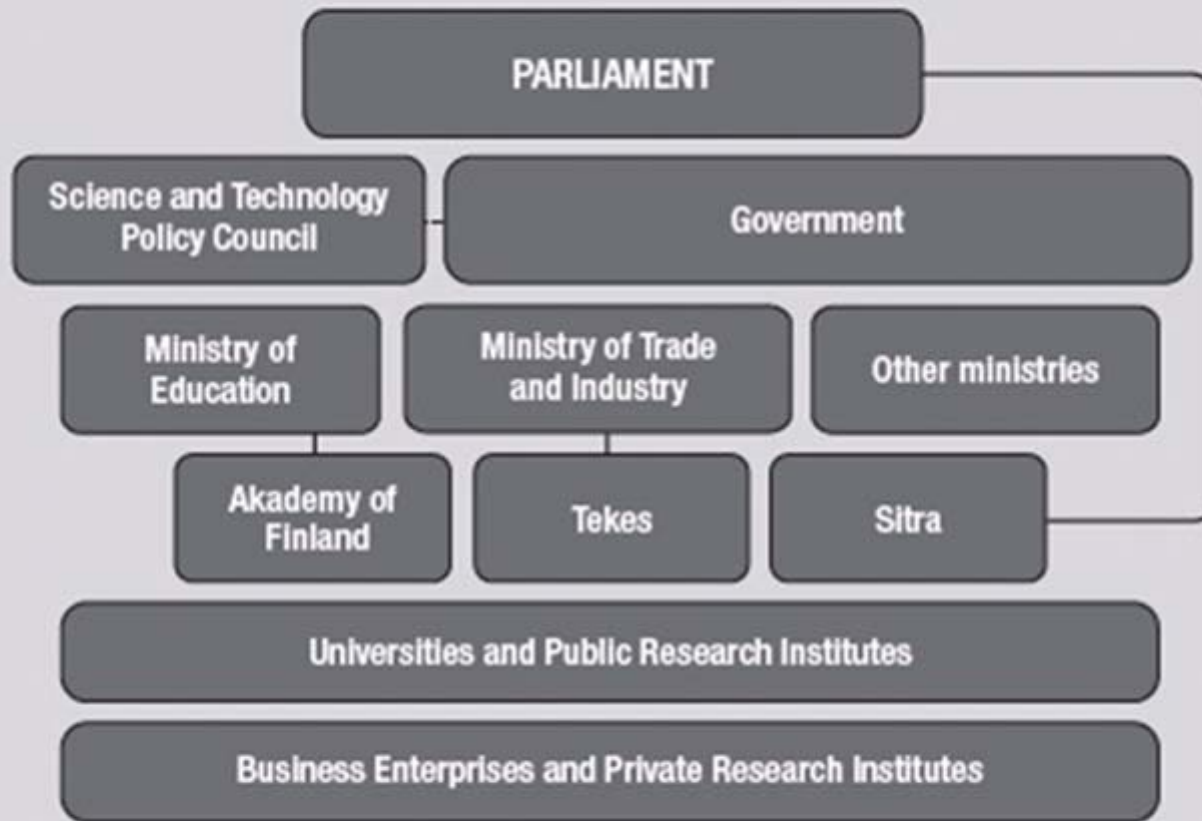 PARLIAMENT
Science and Technology
Policy Council
Government
Ministry of
Education
Ministry of Trade
and Industry
Other ministries
Akademy of
Finland
Tekes
Sitra
Universities and Public Research Institutes
Business Enterprises and Private Research Institutes